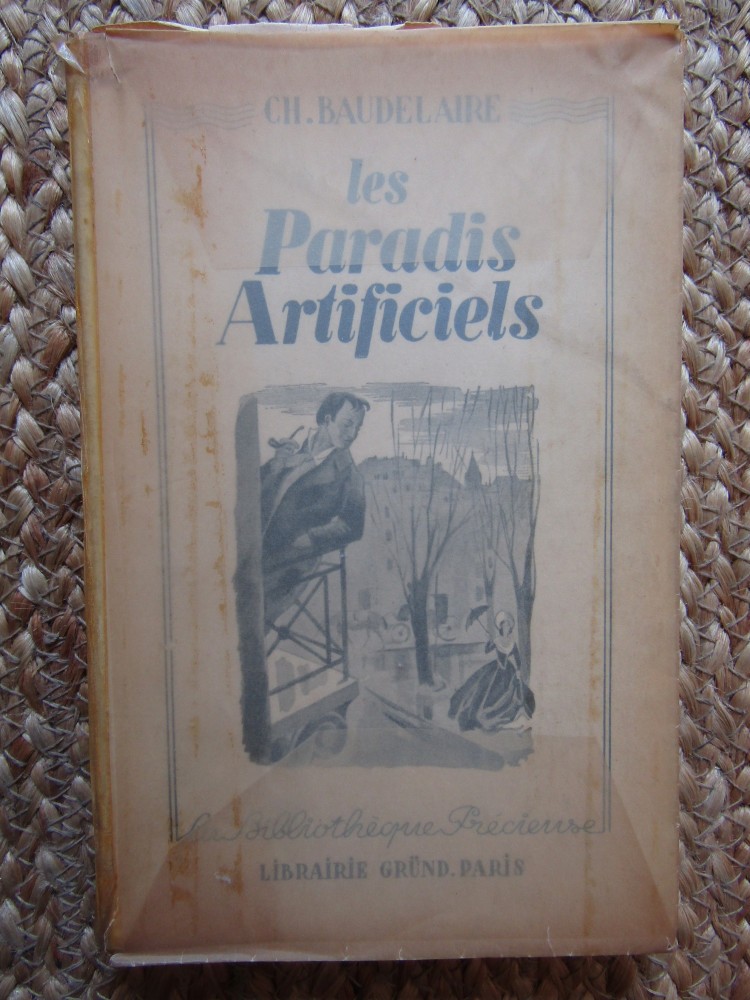 CH. BAUDELAIRE
les
Paradis
Artificiels
La Bibliothèque Précieuse
LIBRAIRIE GRÜND. PARIS